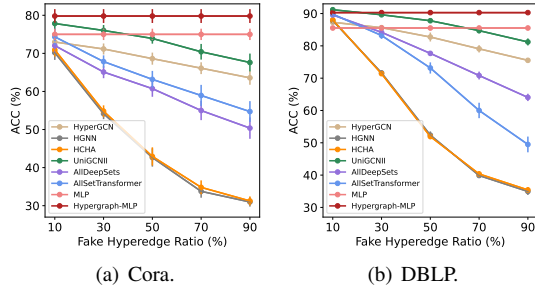 ACC (%)
80
70
60
50
40
30
HyperGCN
HGNN
HCHA
UniGCNII
AllDeepSets
AllSetTransformer
MLP
Hypergraph-MLP
10
30
50
70
90
Fake Hyperedge Ratio (%)
(a) Cora.
ACC (%)
90
80
70
60
50
40
30
HyperGCN
HGNN
HCHA
UniGCNII
AllDeepSets
AllSetTransformer
MLP
Hypergraph-MLP
10
30
50
70
90
Fake Hyperedge Ratio (%)
(b) DBLP.